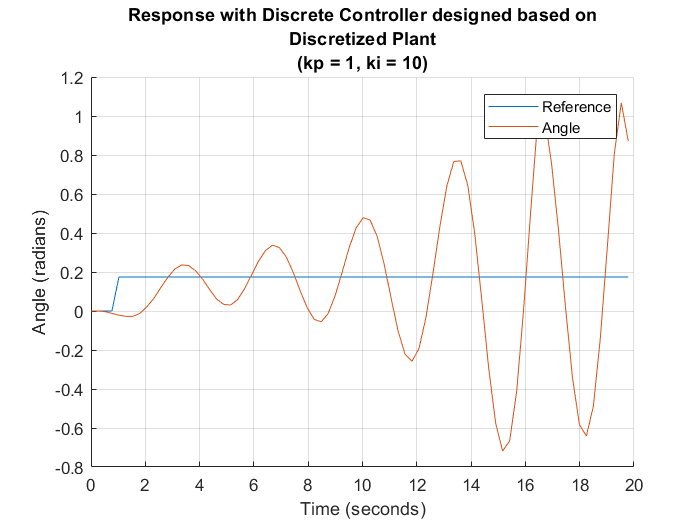 Response with Discrete Controller designed based on
Discretized Plant
(kp = 1, ki = 10)
1.2
1
0.8
0.6
0.4
0.2
0
-0.2
-0.4
-0.6
-0.8
Angle (radians)
Reference
Angle
0 2 4 6 8 10 12 14 16 18 20
Time (seconds)